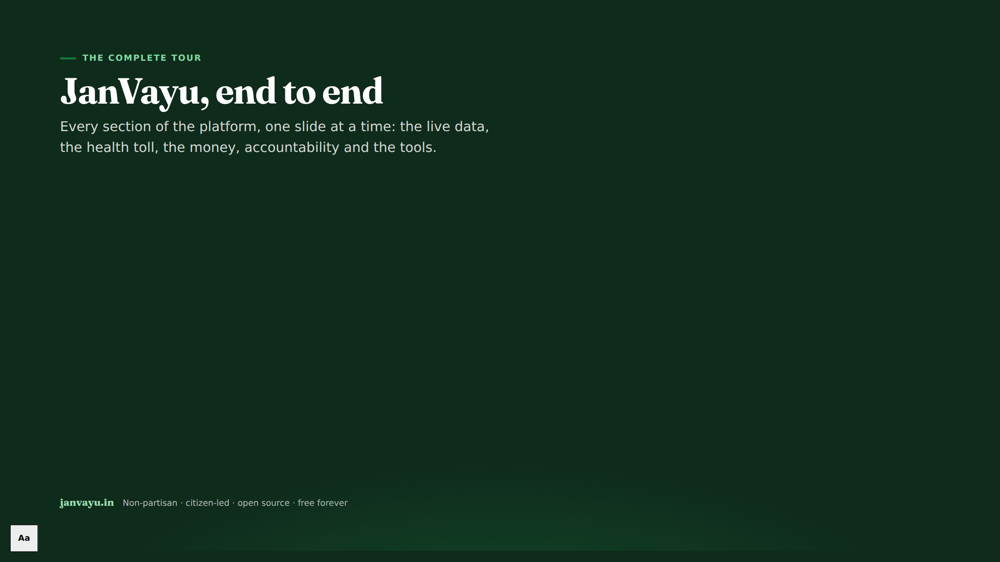 THE COMPLETE TOUR
JanVayu, end to end
Every section of the platform, one slide at a time: the live data,
the health toll, the money, accountability and the tools.
janvayu.in Non-partisan · citizen-led · open source · free forever
Aa